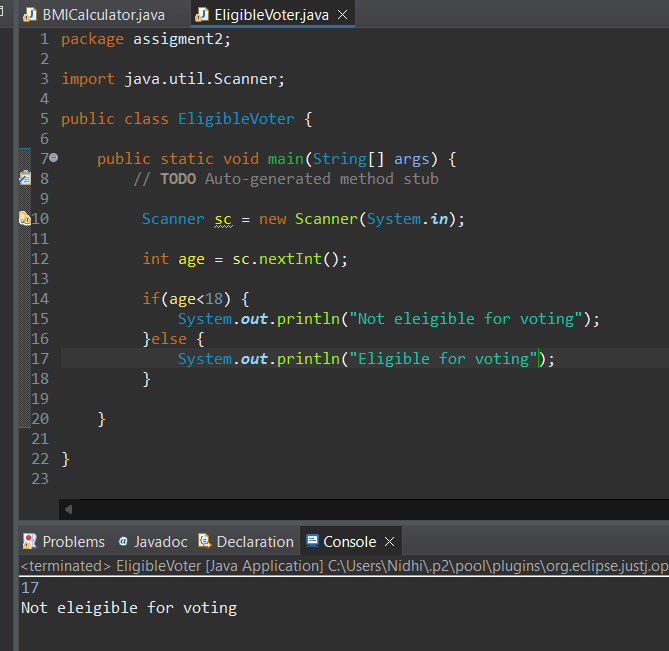 BMICalculator.java EligibleVoter.java
1 package assigment2;
2
3 import java.util.Scanner;
4
5 public class EligibleVoter {
6
7 public static void main(String[] args) {
8 // TODO Auto-generated method stub
9
10 Scanner sc = new Scanner(System.in);
11
12 int age = sc.nextInt();
13
14 if(age<18) {
15 System.out.println("Not eleigible for voting");
16 }else {
17 System.out.println("Eligible for voting");
18 }
19
20 }
21
22 }
23
Problems Javadoc Declaration Console
<terminated> EligibleVoter [Java Application] C:\Users\Nidhi\.p2\pool\plugins\org.eclipse.justj.op
17
Not eleigible for voting